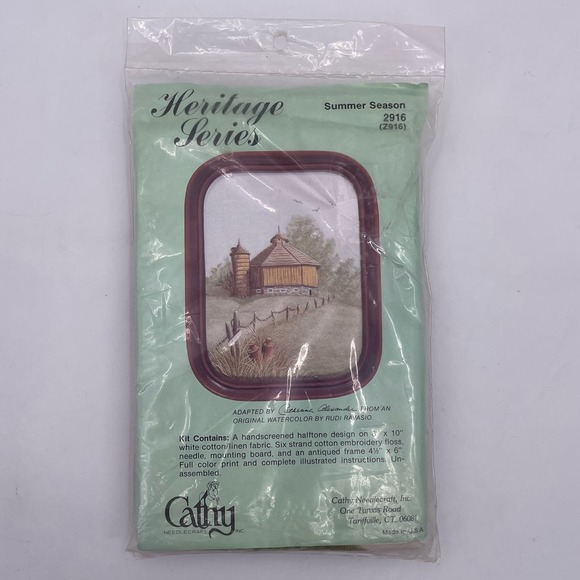 Heritage
Series
Summer Season
2916
(Z916)
ADAPTED BY Catherine Alexander FROM AN
ORIGINAL WATERCOLOR BY RUDI RAVASIO.
Kit Contains: A handscreened halftone design on x 10"
white cotton/linen fabric. Six strand cotton embroidery floss,
needle, mounting board, and an antiqued frame 4½" x 6".
Full color print and complete illustrated instructions. Un-
assembled.
Cathy
NEEDLECRAFT, INC.
Cathy Needlecraft, Inc.
One Tunxis Road
Tariffville, CT. 06081
Made in U.S.A.